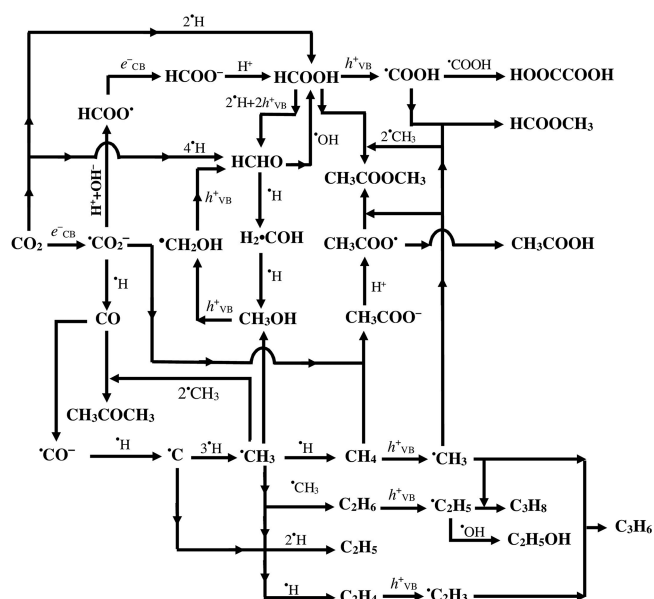 2•H
e⁻CB HCOO⁻ H⁺ HCOOH h⁺VB •COOH •COOH HOOCCOOH
2•H+2h⁺VB
HCOO• •OH HCOOCH3
4•H HCHO 2•CH3
CH3COOCH3
H⁺+OH⁻ h⁺VB •H
CO2 e⁻CB •CO2⁻ •CH2OH H2•COH CH3COO• CH3COOH
•H h⁺VB •H H⁺
CO CH3OH CH3COO⁻
2•CH3
CH3COCH3
•CO⁻ •H •C 3•H •CH3 •H CH4 h⁺VB •CH3
•CH3 C2H6 h⁺VB •C2H5 C3H8
C3H6
•OH
2•H C2H5 C2H5OH
•H C2H4 h⁺VB •C2H3